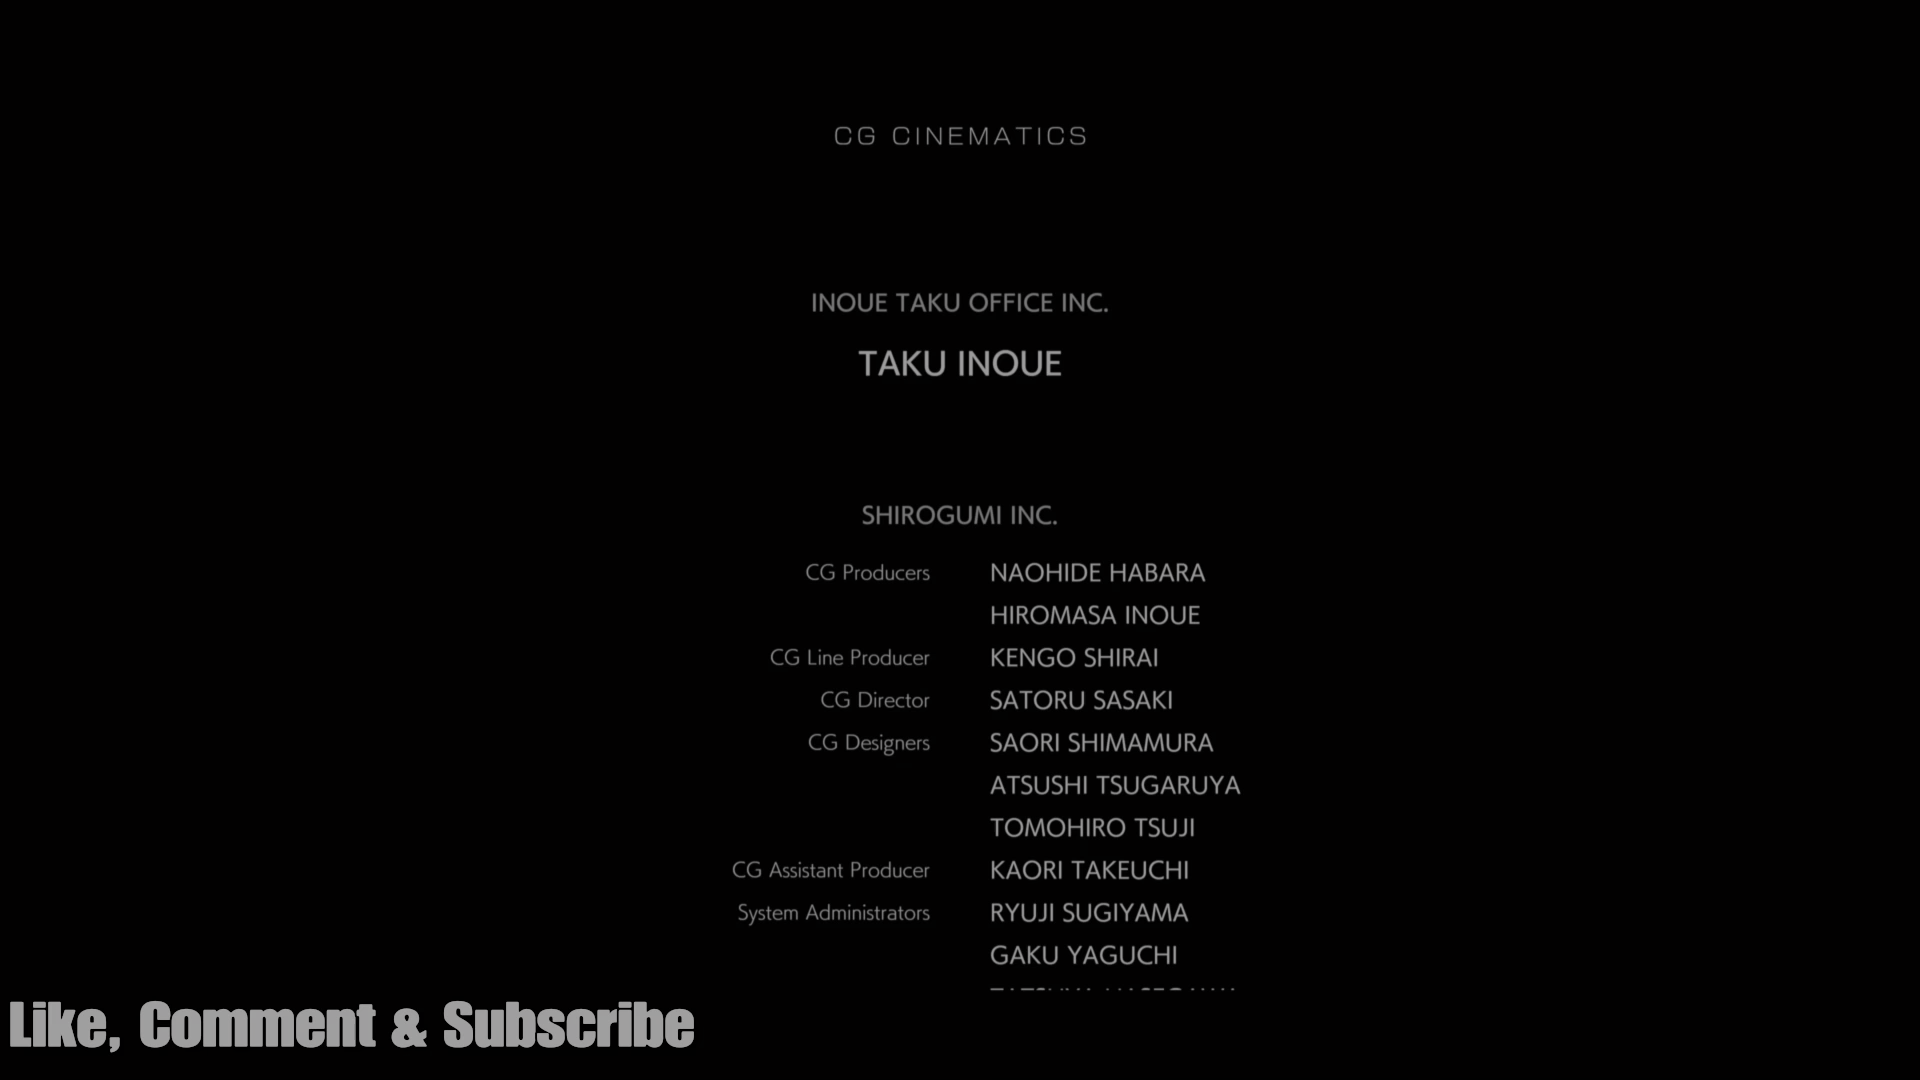 CG CINEMATICS
INOUE TAKU OFFICE INC.
TAKU INOUE
SHIROGUMI INC.
CG Producers NAOHIDE HABARA
HIROMASA INOUE
CG Line Producer KENGO SHIRAI
CG Director SATORU SASAKI
CG Designers SAORI SHIMAMURA
ATSUSHI TSUGARUYA
TOMOHIRO TSUJI
CG Assistant Producer KAORI TAKEUCHI
System Administrators RYUJI SUGIYAMA
GAKU YAGUCHI
Like, Comment & Subscribe